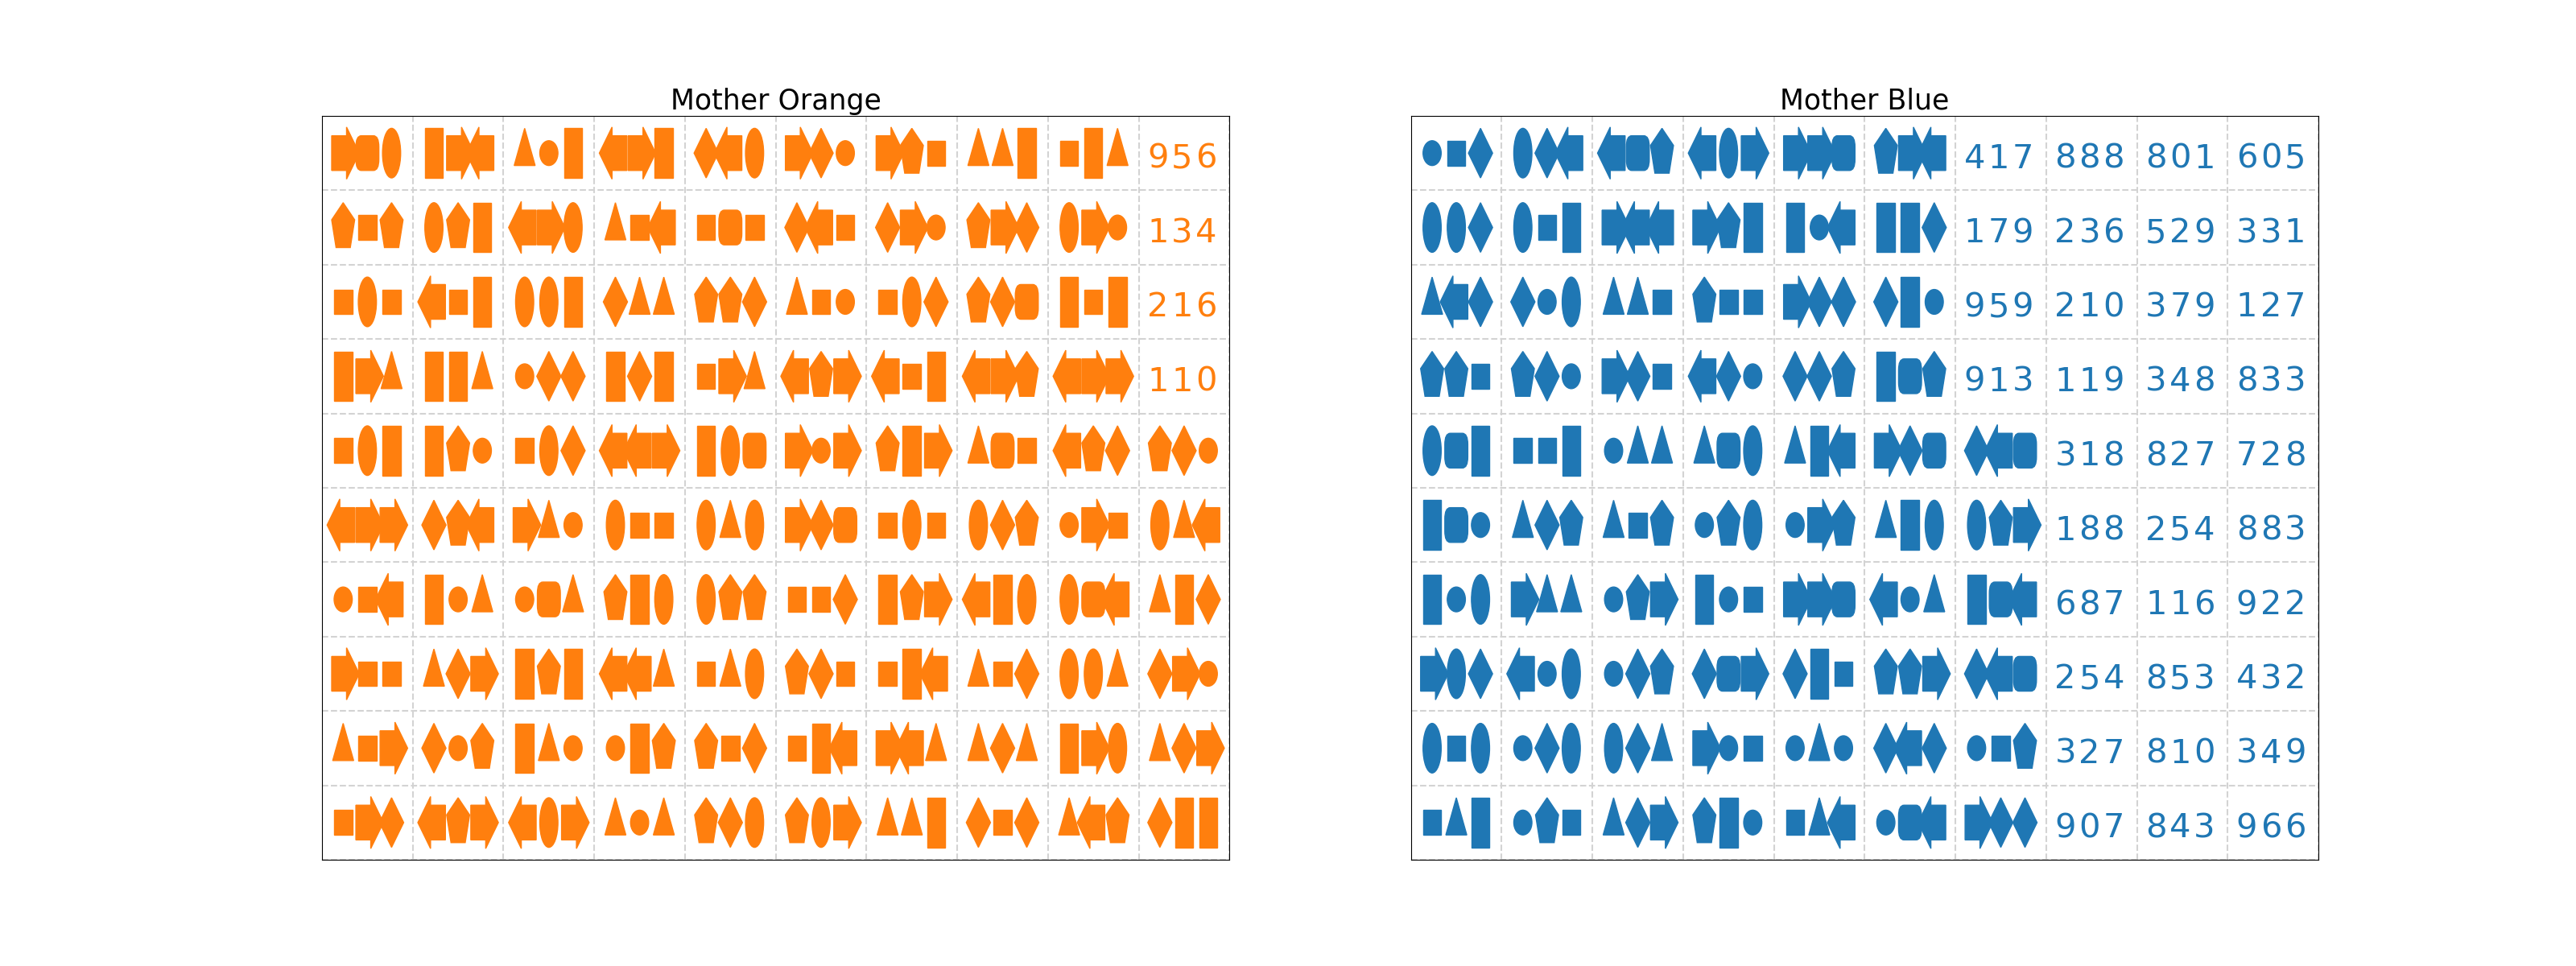 Mother Orange
956
134
216
110
Mother Blue
417 888 801 605
179 236 529 331
959 210 379 127
913 119 348 833
318 827 728
188 254 883
687 116 922
254 853 432
327 810 349
907 843 966